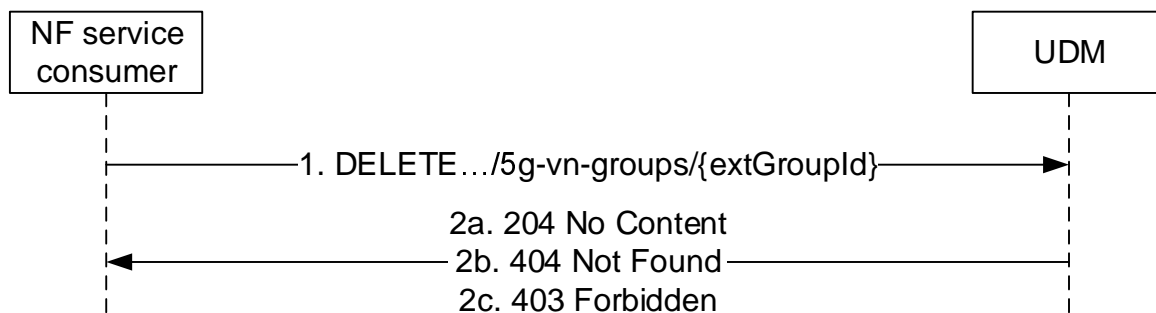 NF service
consumer
UDM
1. DELETE…/5g-vn-groups/{extGroupId}
2a. 204 No Content
2b. 404 Not Found
2c. 403 Forbidden